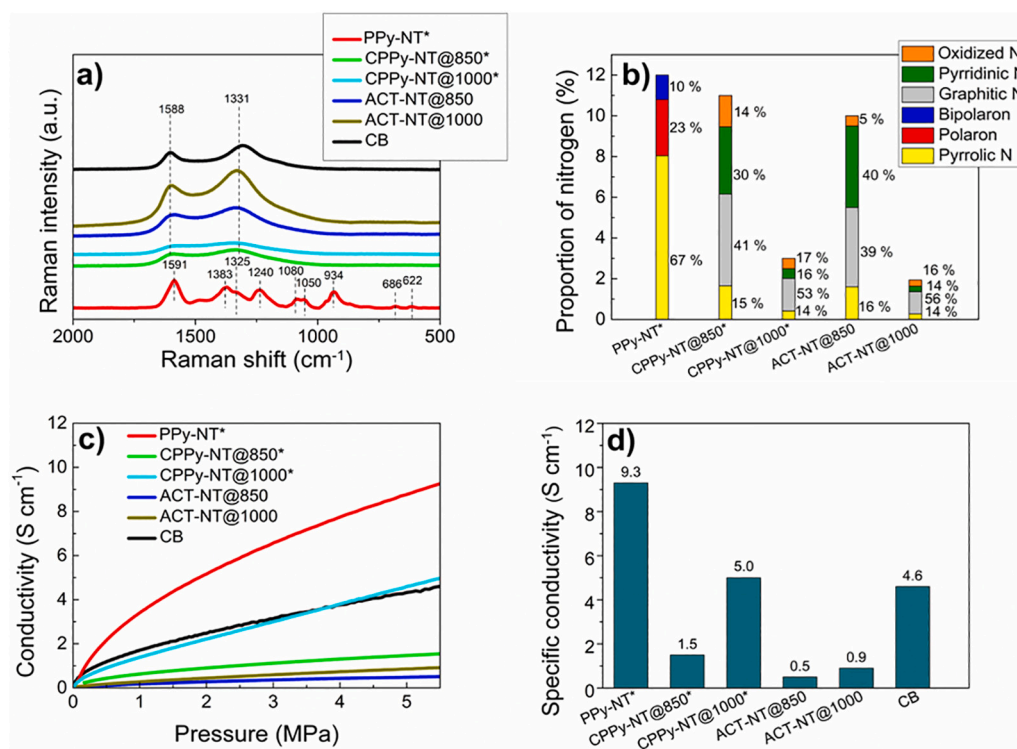 a)
PPy-NT*
CPPy-NT@850*
CPPy-NT@1000*
ACT-NT@850
ACT-NT@1000
CB
1588
1331
1591
1383
1325
1240
1080
1050
934
686
622
Raman intensity (a.u.)
2000 1500 1000 500
Raman shift (cm-1)
b)
Oxidized N
Pyrridinic N
Graphitic N
Bipolaron
Polaron
Pyrrolic N
Proportion of nitrogen (%)
12
10
8
6
4
2
0
10 %
23 %
67 %
14 %
30 %
41 %
15 %
17 %
16 %
53 %
14 %
5 %
40 %
39 %
16 %
16 %
14 %
56 %
14 %
PPy-NT*
CPPy-NT@850*
CPPy-NT@1000*
ACT-NT@850
ACT-NT@1000
c)
PPy-NT*
CPPy-NT@850*
CPPy-NT@1000*
ACT-NT@850
ACT-NT@1000
CB
Conductivity (S cm-1)
12
10
8
6
4
2
0
0 1 2 3 4 5
Pressure (MPa)
d)
Specific conductivity (S cm-1)
12
10
8
6
4
2
0
9.3
1.5
5.0
0.5
0.9
4.6
PPy-NT*
CPPy-NT@850*
CPPy-NT@1000*
ACT-NT@850
ACT-NT@1000
CB